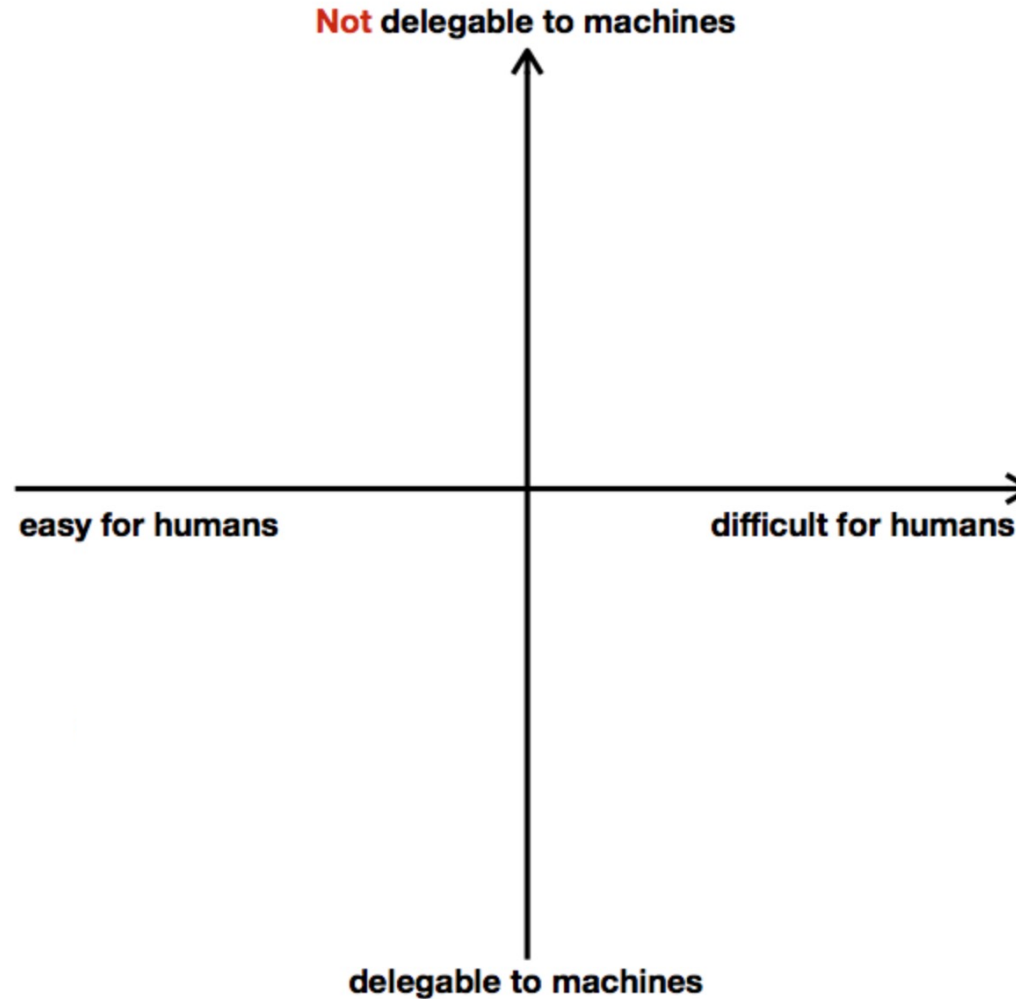 Not delegable to machines
easy for humans
difficult for humans
delegable to machines